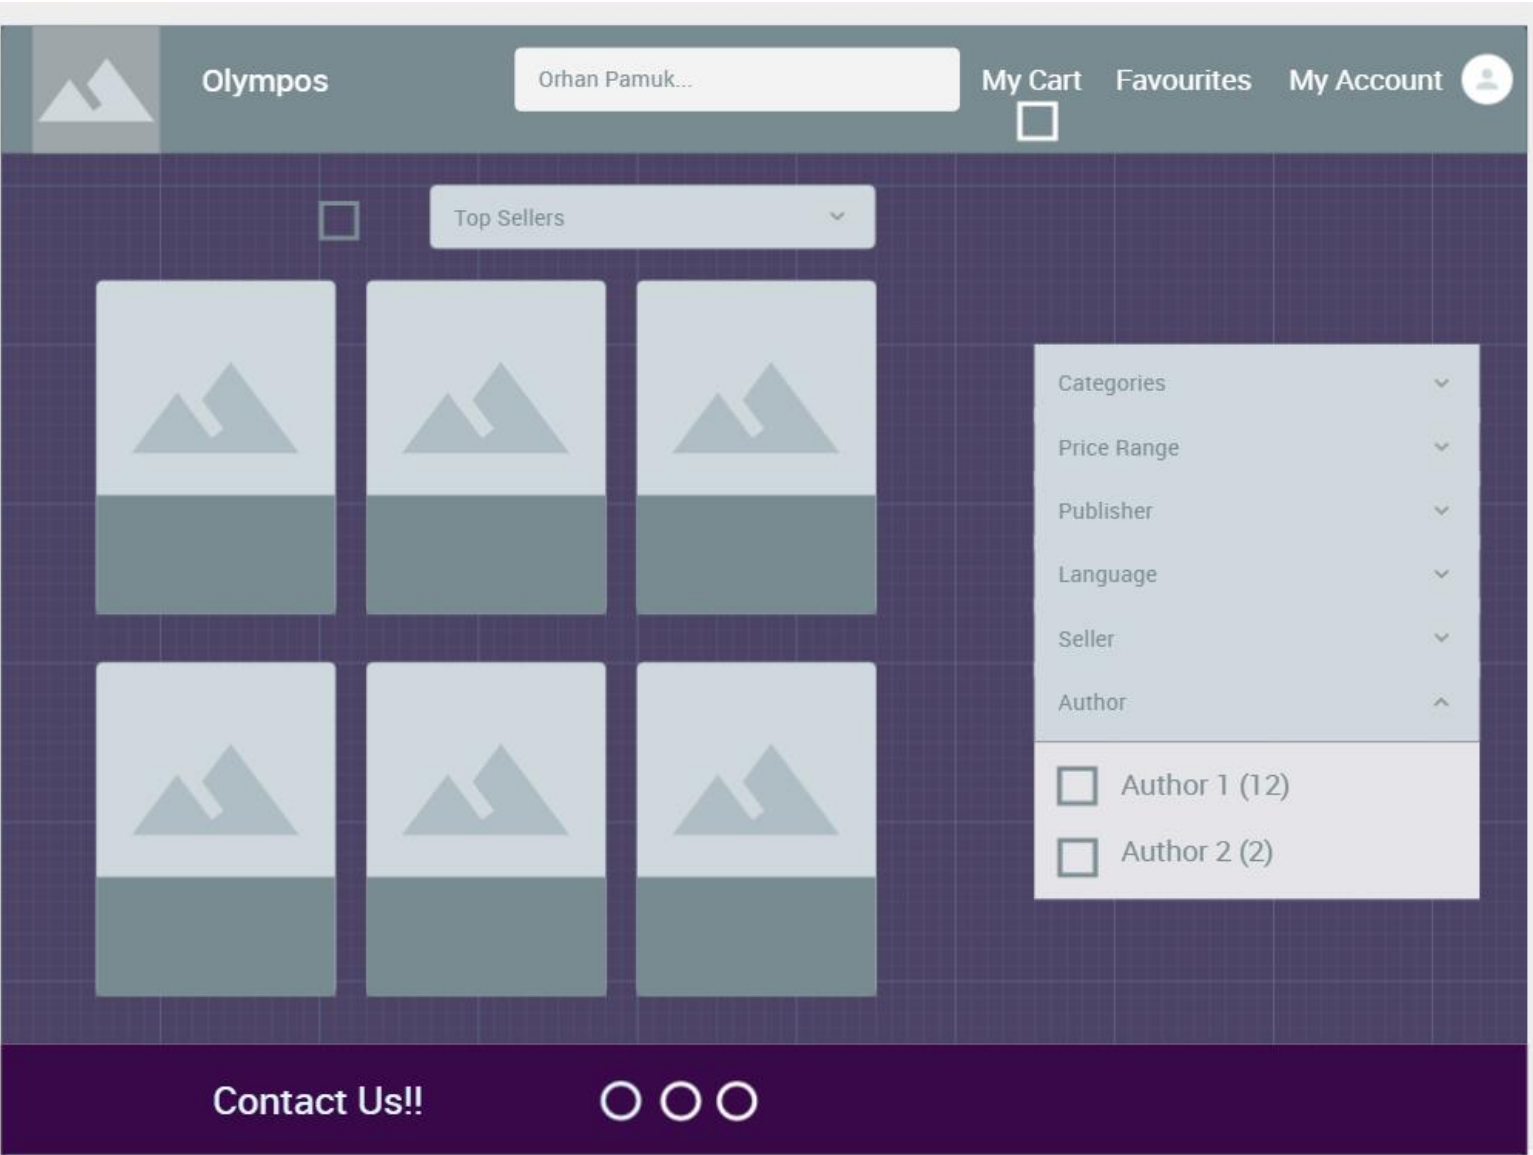 Olympos
Orhan Pamuk...
My Cart
Favourites
My Account
Top Sellers
Categories
Price Range
Publisher
Language
Seller
Author
Author 1 (12)
Author 2 (2)
Contact Us!!